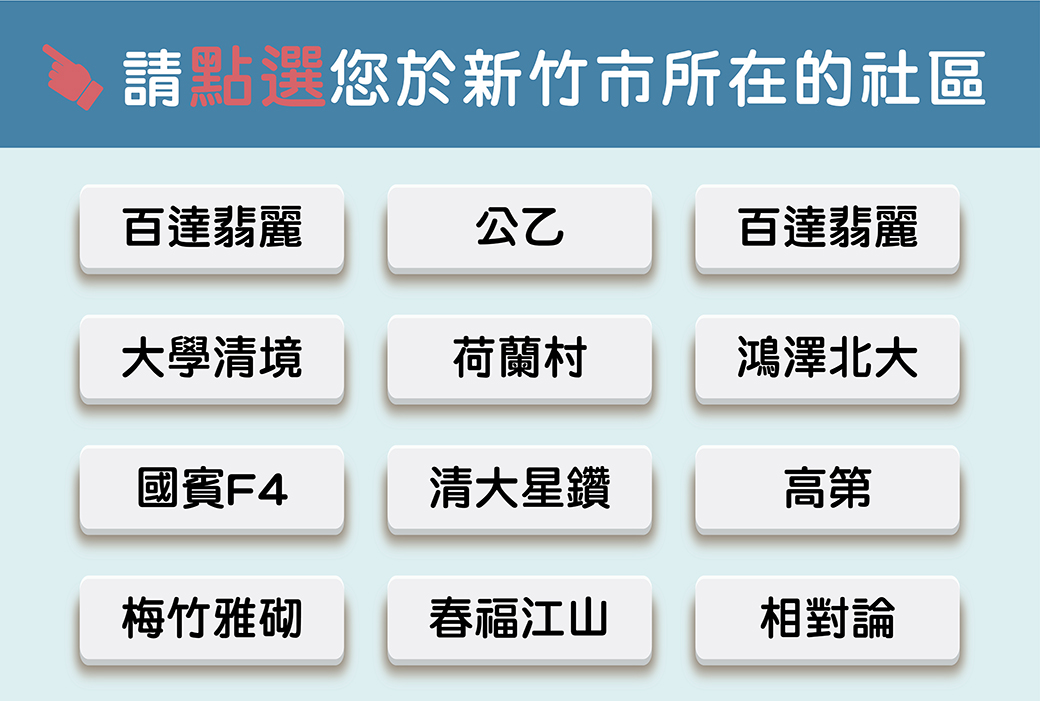 請點選您於新竹市所在的社區
百達翡麗
公乙
百達翡麗
大學清境
荷蘭村
鴻澤北大
國賓F4
清大星鑽
高第
梅竹雅砌
春福江山
相對論